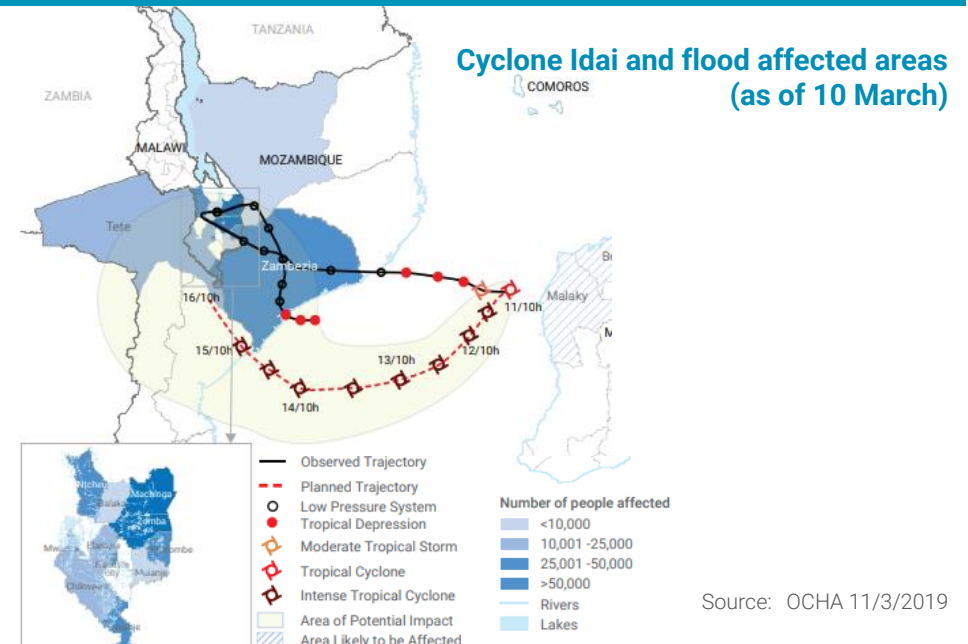 Cyclone Idai and flood affected areas
(as of 10 March)
TANZANIA
COMOROS
ZAMBIA
MALAWI
MOZAMBIQUE
Tete
Zambezia
Malaky
16/10h
11/10h
15/10h
13/10h
12/10h
14/10h
Machinga
Balaka
Zomba
Chikwawa
Observed Trajectory
Planned Trajectory
Low Pressure System
Tropical Depression
Moderate Tropical Storm
Tropical Cyclone
Intense Tropical Cyclone
Area of Potential Impact
Area Likely to be Affected
Number of people affected
<10,000
10,001 -25,000
25,001 -50,000
>50,000
Rivers
Lakes
Source: OCHA 11/3/2019